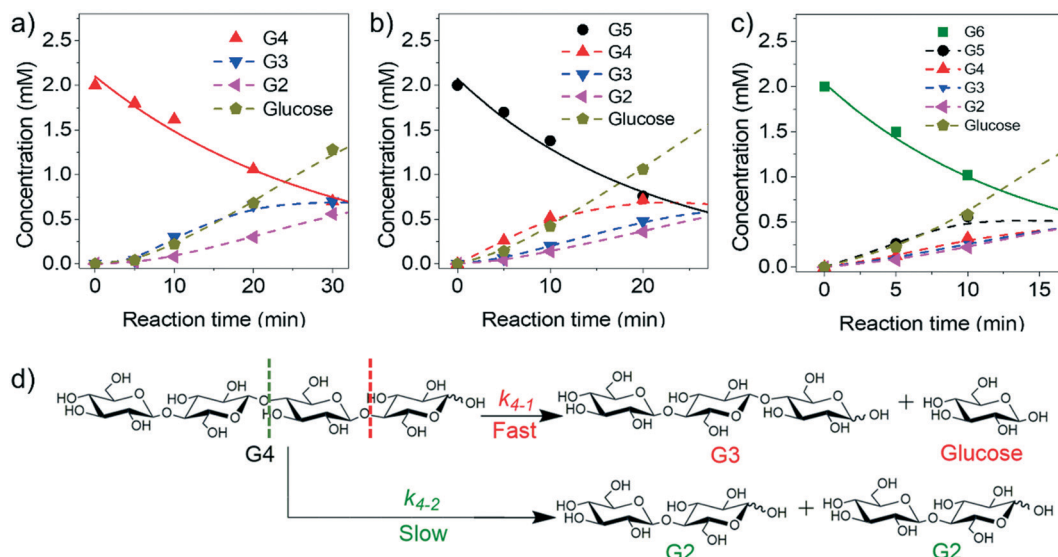 a)
G4
G3
G2
Glucose
Concentration (mM)
2.5
2.0
1.5
1.0
0.5
0.0
0 10 20 30
Reaction time (min)
b)
G5
G4
G3
G2
Glucose
Concentration (mM)
2.5
2.0
1.5
1.0
0.5
0.0
0 10 20
Reaction time (min)
c)
G6
G5
G4
G3
G2
Glucose
Concentration (mM)
2.5
2.0
1.5
1.0
0.5
0.0
0 5 10 15
Reaction time (min)
d)
G4
k4-1
Fast
G3
+
Glucose
k4-2
Slow
G2
+
G2